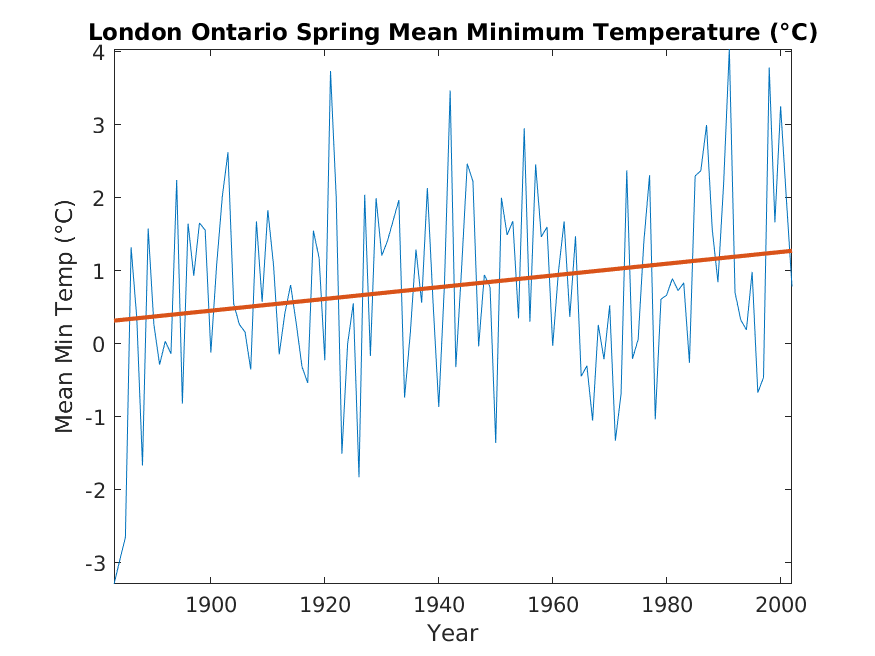 London Ontario Spring Mean Minimum Temperature (°C)
4
3
2
1
0
-1
-2
-3
Mean Min Temp (°C)
1900 1920 1940 1960 1980 2000
Year